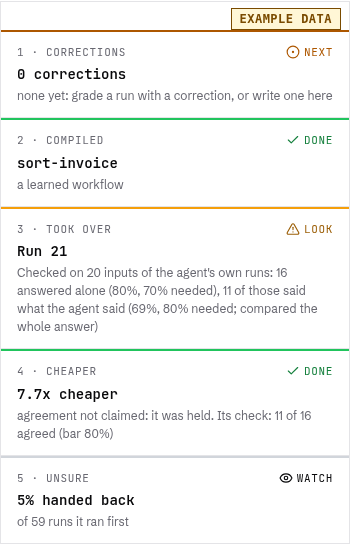 EXAMPLE DATA
1 · CORRECTIONS NEXT
0 corrections
none yet: grade a run with a correction, or write one here
2 · COMPILED DONE
sort-invoice
a learned workflow
3 · TOOK OVER LOOK
Run 21
Checked on 20 inputs of the agent's own runs: 16
answered alone (80%, 70% needed), 11 of those said
what the agent said (69%, 80% needed; compared the
whole answer)
4 · CHEAPER DONE
7.7x cheaper
agreement not claimed: it was held. Its check: 11 of 16
agreed (bar 80%)
5 · UNSURE WATCH
5% handed back
of 59 runs it ran first